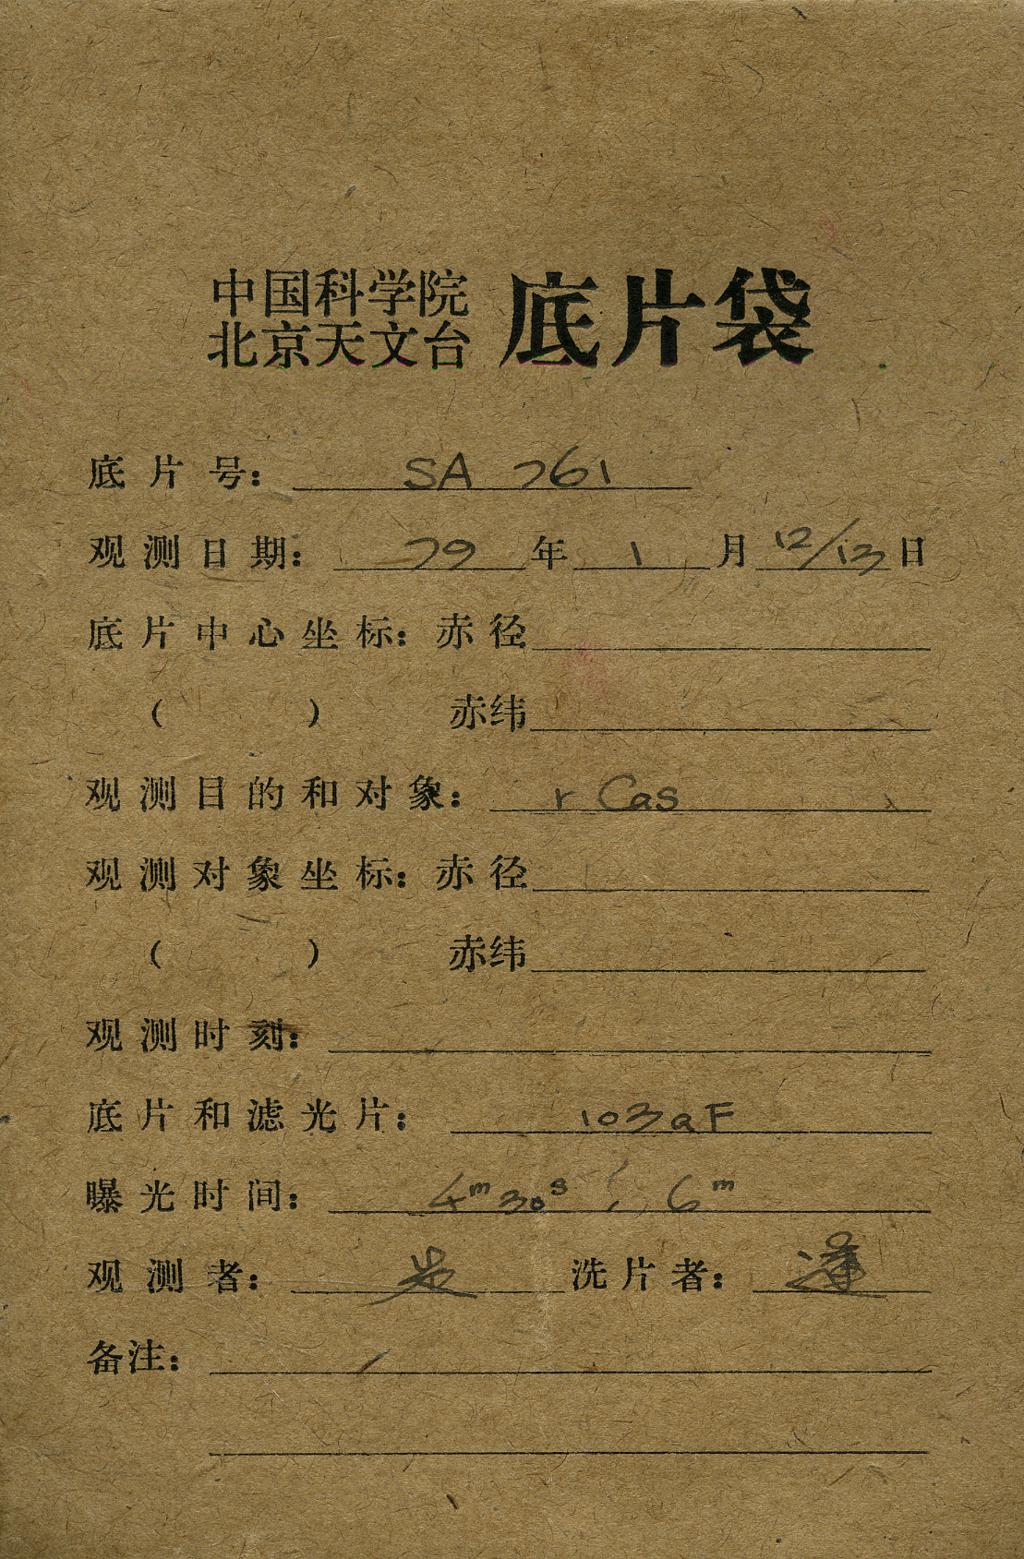 中国科学院
北京天文台 底片袋
底片号： SA 761
观测日期： 79 年 1 月 12/13 日
底片中心坐标：赤径
（ ） 赤纬
观测目的和对象： r Cas
观测对象坐标：赤径
（ ） 赤纬
观测时刻：
底片和滤光片： 103aF
曝光时间： 4ᵐ30ˢ , 6ᵐ
观测者： 洗片者：
备注：